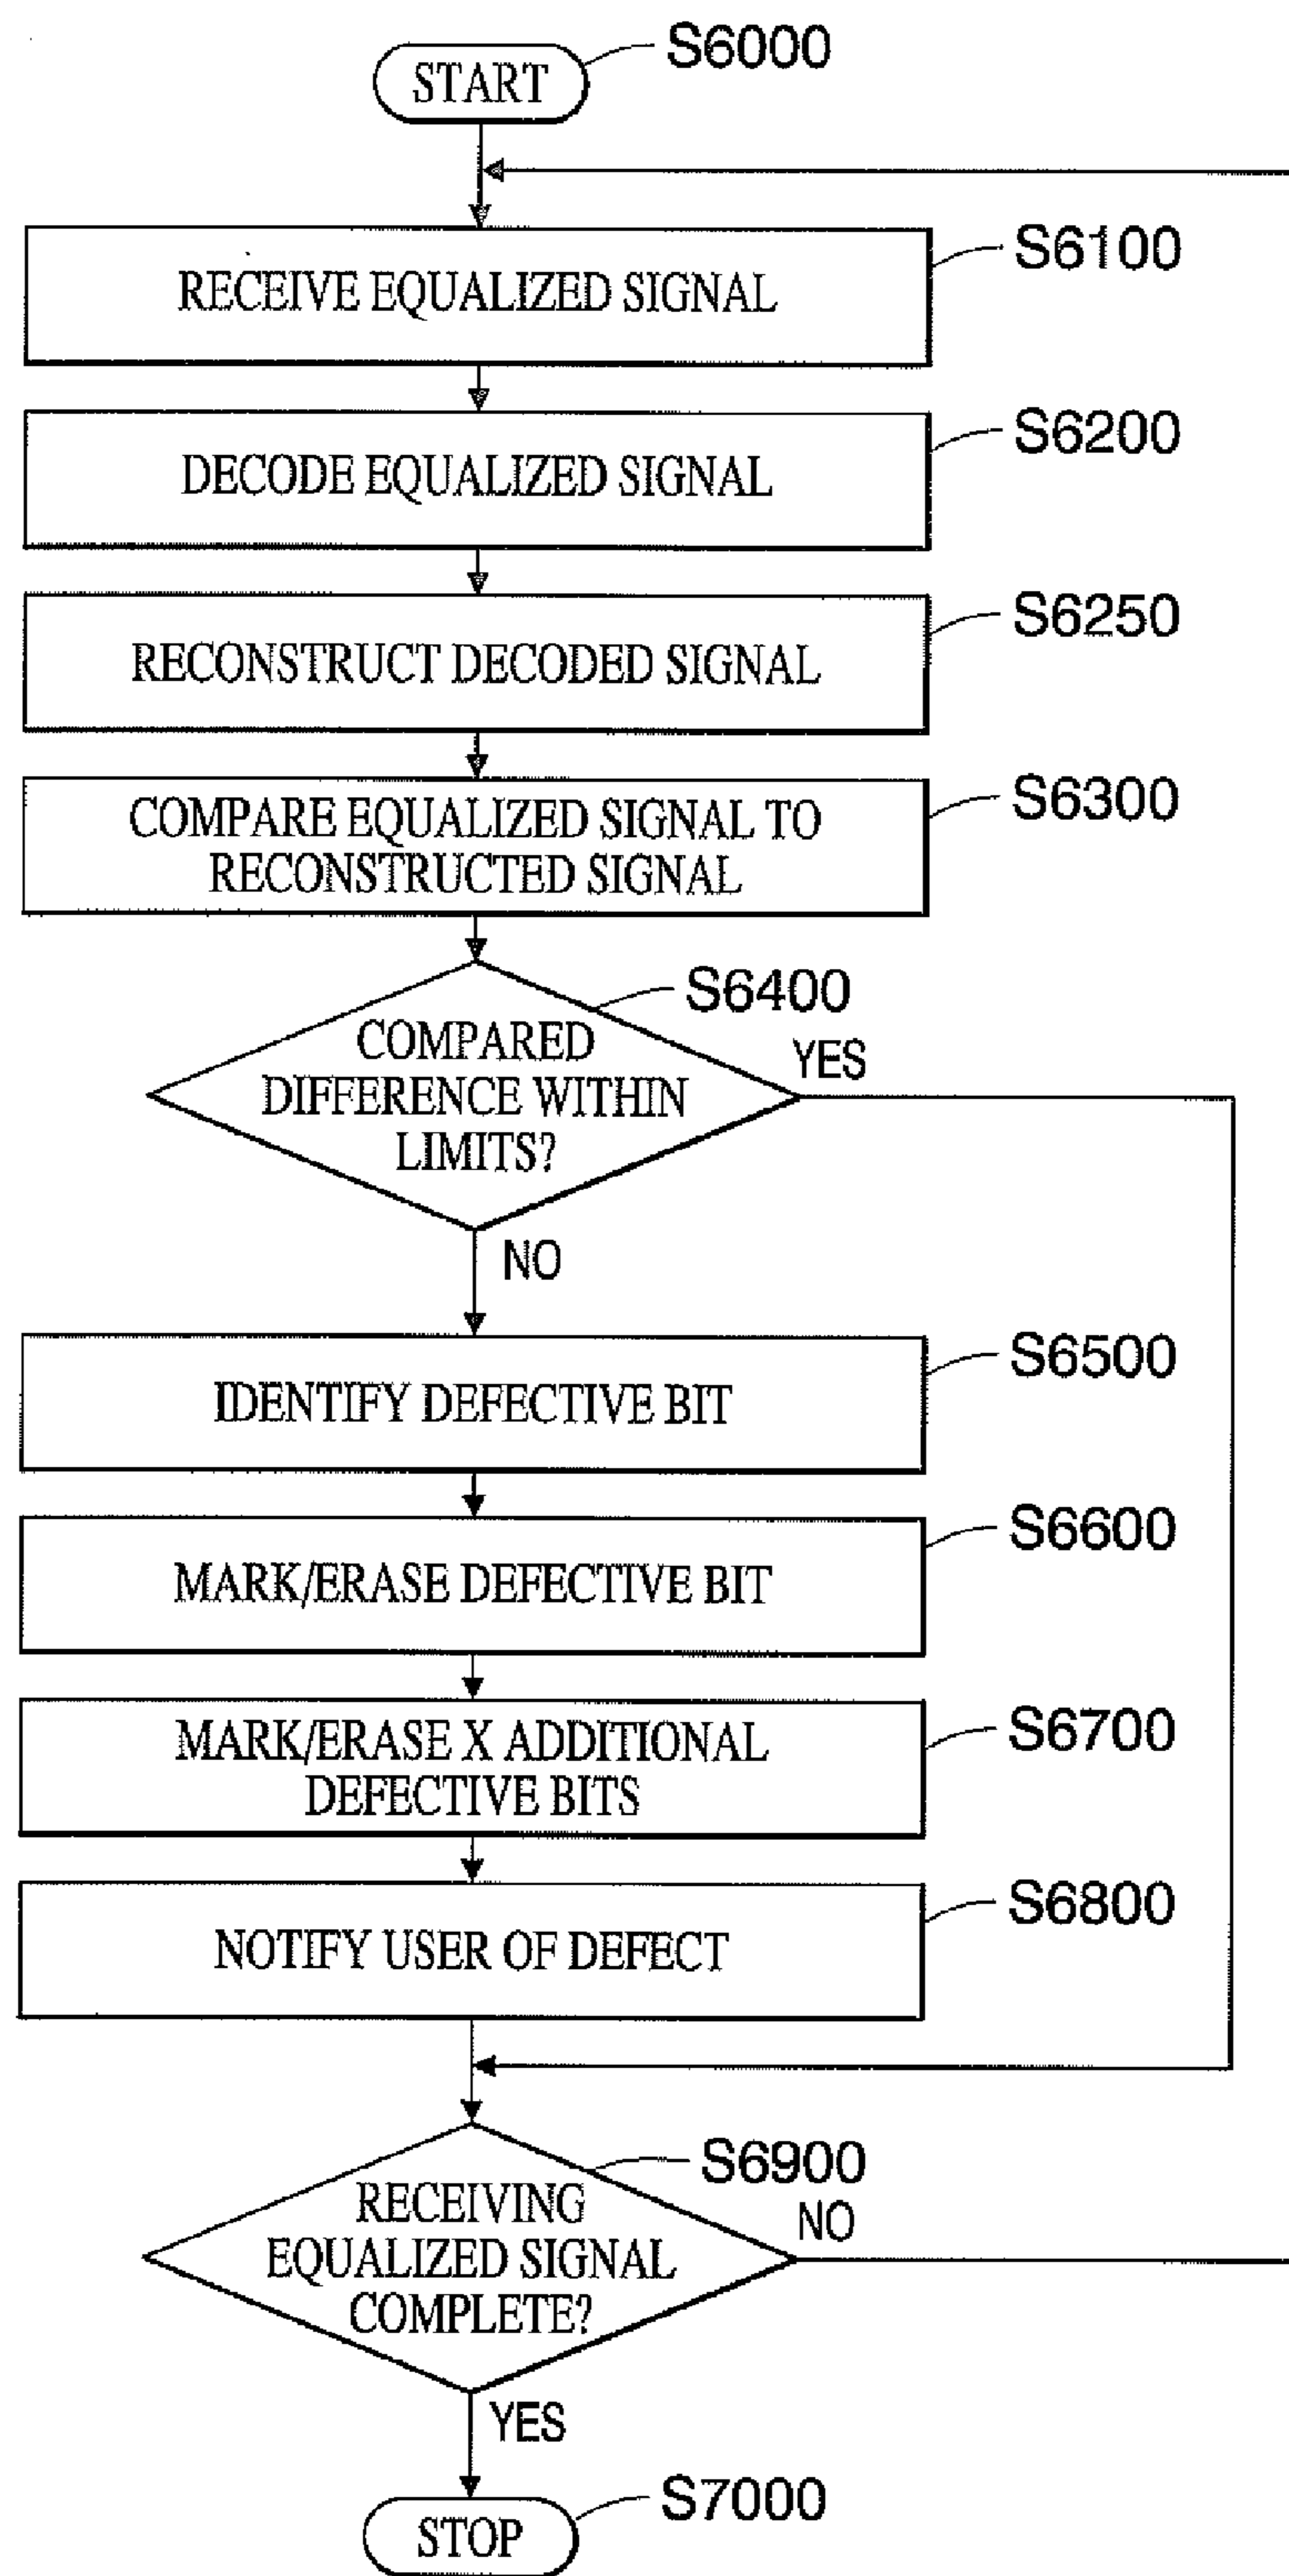 START
S6000
RECEIVE EQUALIZED SIGNAL
S6100
DECODE EQUALIZED SIGNAL
S6200
RECONSTRUCT DECODED SIGNAL
S6250
COMPARE EQUALIZED SIGNAL TO
RECONSTRUCTED SIGNAL
S6300
S6400
COMPARED
DIFFERENCE WITHIN
LIMITS?
YES
NO
IDENTIFY DEFECTIVE BIT
S6500
MARK/ERASE DEFECTIVE BIT
S6600
MARK/ERASE X ADDITIONAL
DEFECTIVE BITS
S6700
NOTIFY USER OF DEFECT
S6800
S6900
RECEIVING
EQUALIZED SIGNAL
COMPLETE?
NO
YES
STOP
S7000